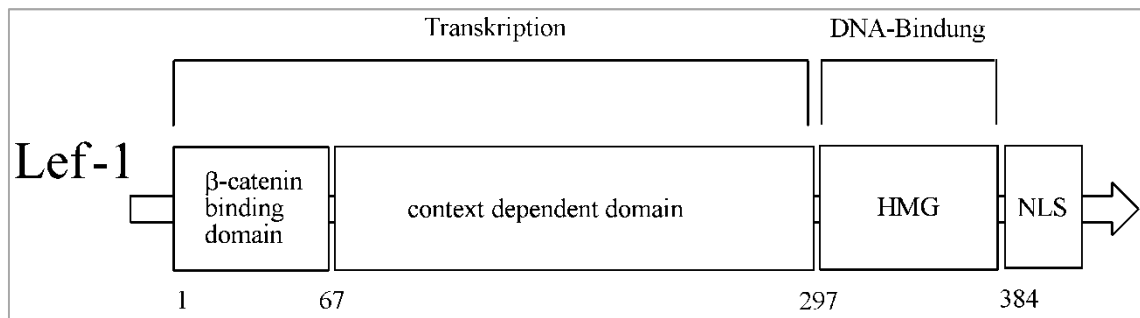 Transkription DNA-Bindung
Lef-1
β-catenin
binding
domain
context dependent domain
HMG
NLS
1 67 297 384